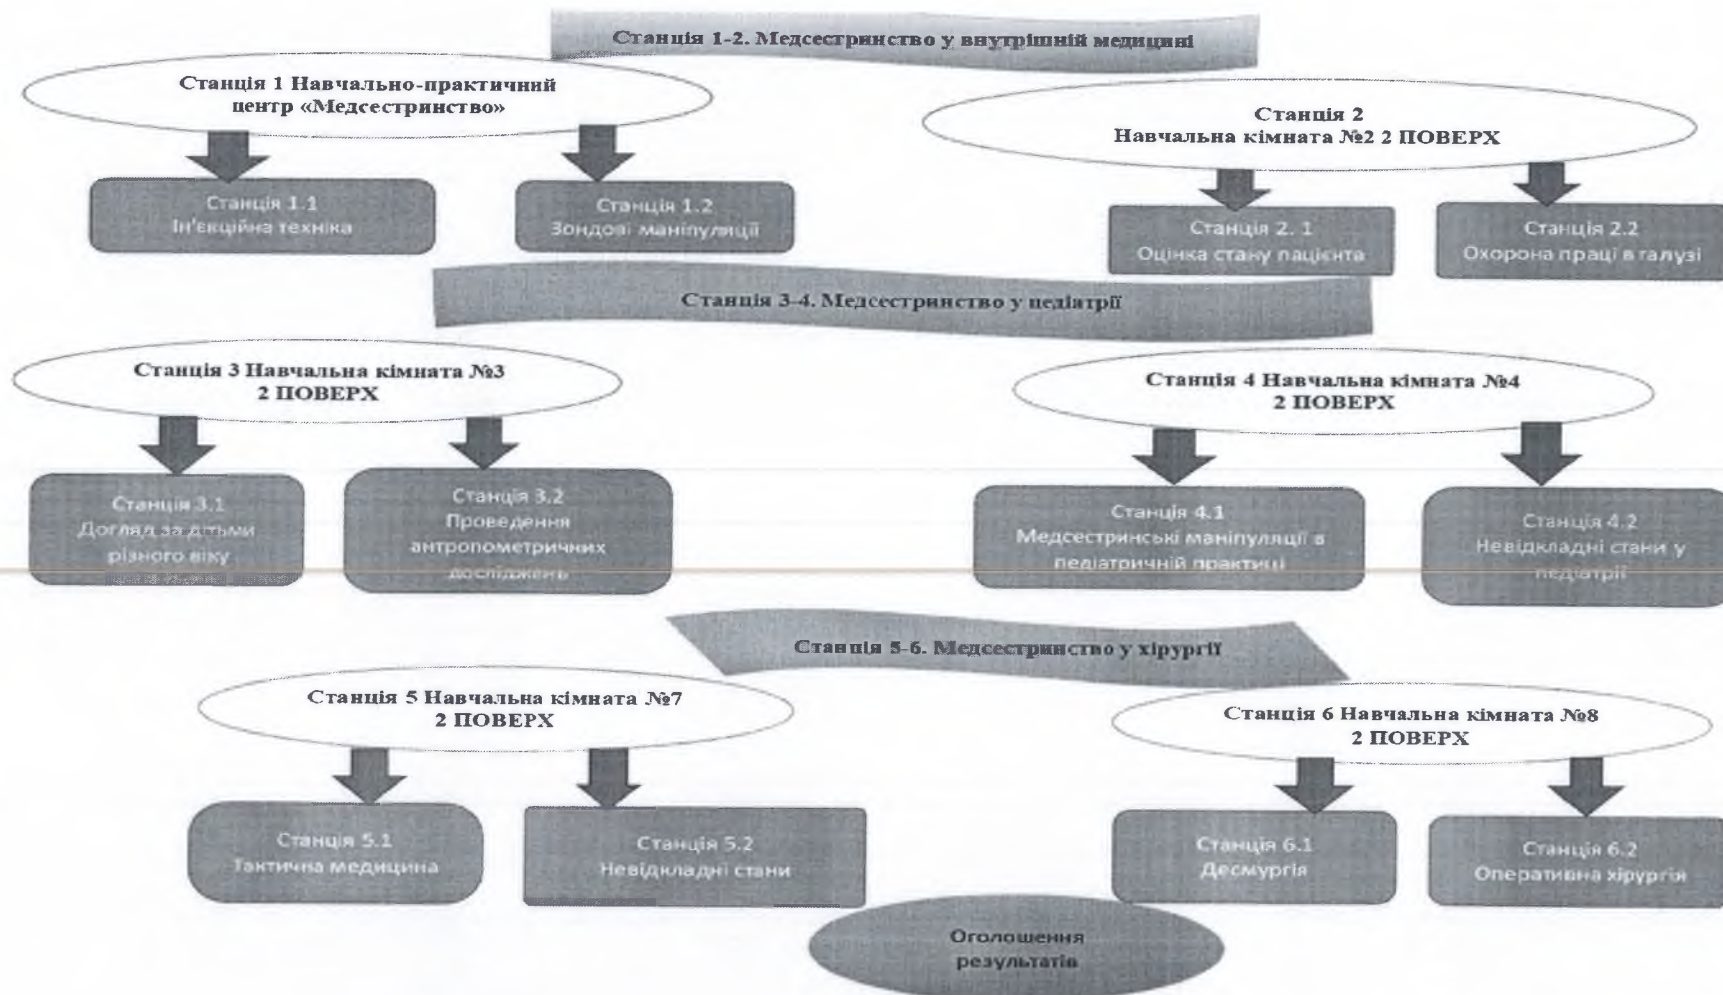 Станція 1-2. Медсестринство у внутрішній медицині
Станція 1 Навчально-практичний
центр «Медсестринство»
Станція 2
Навчальна кімната №2 2 ПОВЕРХ
Станція 1.1
Ін'єкційна техніка
Станція 1.2
Зондові маніпуляції
Станція 2. 1
Оцінка стану пацієнта
Станція 2.2
Охорона праці в галузі
Станція 3-4. Медсестринство у педіатрії
Станція 3 Навчальна кімната №3
2 ПОВЕРХ
Станція 4 Навчальна кімната №4
2 ПОВЕРХ
Станція 3.1
Догляд за дітьми
різного віку
Станція 3.2
Проведення
антропометричних
досліджень
Станція 4.1
Медсестринські маніпуляції в
педіатричній практиці
Станція 4.2
Невідкладні стани у
педіатрії
Станція 5-6. Медсестринство у хірургії
Станція 5 Навчальна кімната №7
2 ПОВЕРХ
Станція 6 Навчальна кімната №8
2 ПОВЕРХ
Станція 5.1
Тактична медицина
Станція 5.2
Невідкладні стани
Станція 6.1
Десмургія
Станція 6.2
Оперативна хірургія
Оголошення
результатів